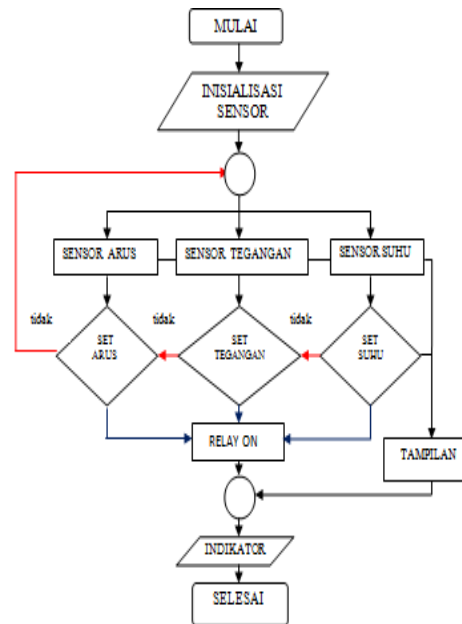 MULAI
INISIALISASI
SENSOR
SENSOR ARUS
SENSOR TEGANGAN
SENSOR SUHU
tidak
tidak
tidak
SET
ARUS
SET
TEGANGAN
SET
SUHU
RELAY ON
TAMPILAN
INDIKATOR
SELESAI